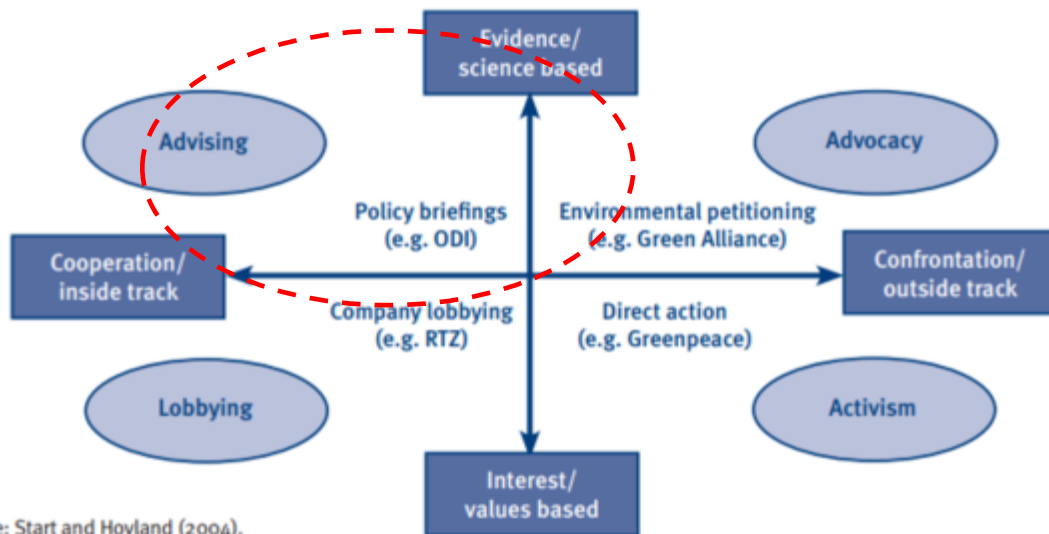 Evidence/
science based
Advising
Advocacy
Policy briefings
(e.g. ODI)
Environmental petitioning
(e.g. Green Alliance)
Cooperation/
inside track
Confrontation/
outside track
Company lobbying
(e.g. RTZ)
Direct action
(e.g. Greenpeace)
Lobbying
Activism
Interest/
values based
e: Start and Hovland (2004).